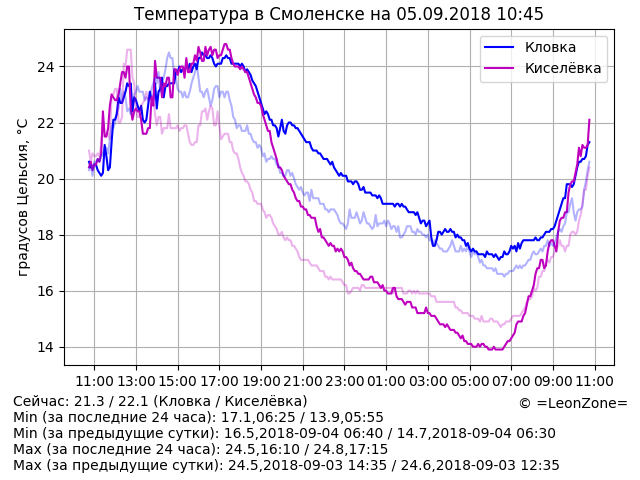 Температура в Смоленске на 05.09.2018 10:45
Кловка
Киселёвка
градусов Цельсия, °C
24
22
20
18
16
14
11:00 13:00 15:00 17:00 19:00 21:00 23:00 01:00 03:00 05:00 07:00 09:00 11:00
Сейчас: 21.3 / 22.1 (Кловка / Киселёвка)
© =LeonZone=
Min (за последние 24 часа): 17.1,06:25 / 13.9,05:55
Min (за предыдущие сутки): 16.5,2018-09-04 06:40 / 14.7,2018-09-04 06:30
Max (за последние 24 часа): 24.5,16:10 / 24.8,17:15
Max (за предыдущие сутки): 24.5,2018-09-03 14:35 / 24.6,2018-09-03 12:35